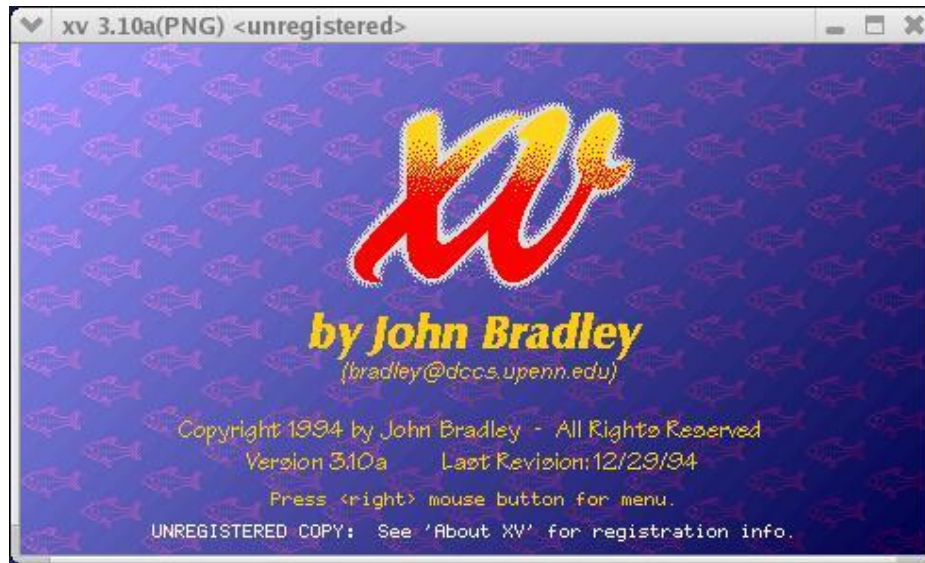 xv 3.10a(PNG) <unregistered>
xv
by John Bradley
(bradley@dccs.upenn.edu)
Copyright 1994 by John Bradley - All Rights Reserved
Version 3.10a Last Revision: 12/29/94
Press <right> mouse button for menu.
UNREGISTERED COPY: See 'About XV' for registration info.